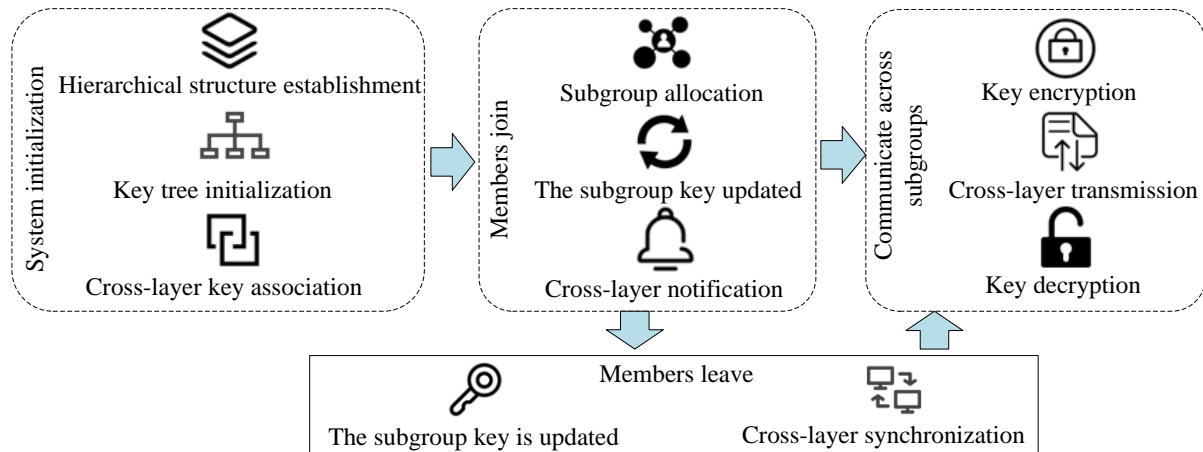 System initialization
Hierarchical structure establishment
Key tree initialization
Cross-layer key association
Members join
Subgroup allocation
The subgroup key updated
Cross-layer notification
Communicate across
subgroups
Key encryption
Cross-layer transmission
Key decryption
Members leave
The subgroup key is updated
Cross-layer synchronization